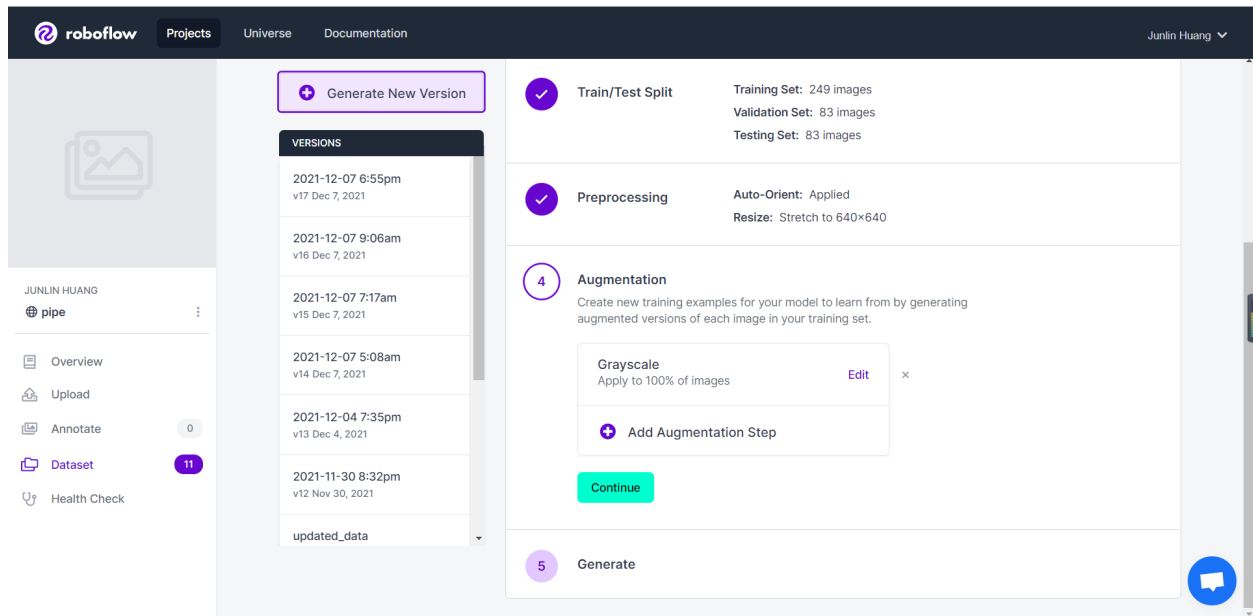 roboflow
Projects
Universe
Documentation
Junlin Huang
JUNLIN HUANG
pipe
Overview
Upload
Annotate
0
Dataset
11
Health Check
Generate New Version
VERSIONS
2021-12-07 6:55pm
v17 Dec 7, 2021
2021-12-07 9:06am
v16 Dec 7, 2021
2021-12-07 7:17am
v15 Dec 7, 2021
2021-12-07 5:08am
v14 Dec 7, 2021
2021-12-04 7:35pm
v13 Dec 4, 2021
2021-11-30 8:32pm
v12 Nov 30, 2021
updated_data
Train/Test Split
Training Set: 249 images
Validation Set: 83 images
Testing Set: 83 images
Preprocessing
Auto-Orient: Applied
Resize: Stretch to 640×640
4
Augmentation
Create new training examples for your model to learn from by generating
augmented versions of each image in your training set.
Grayscale
Apply to 100% of images
Edit
×
Add Augmentation Step
Continue
5
Generate